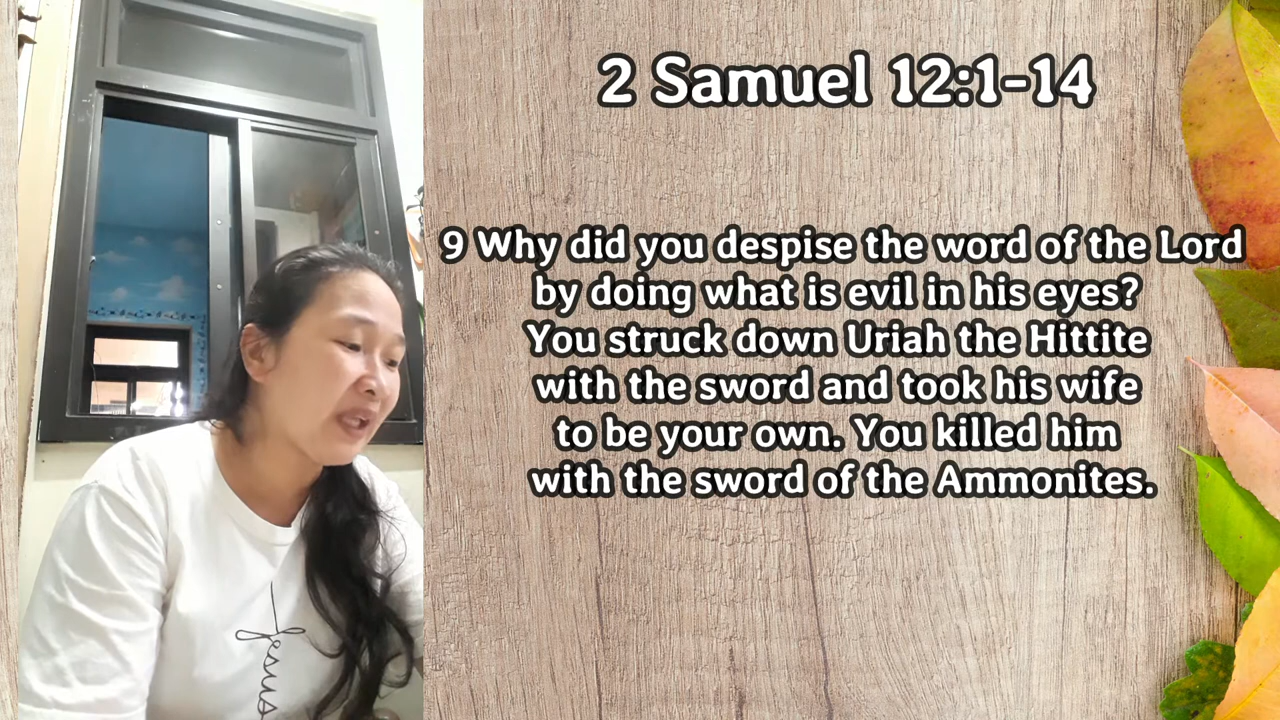 2 Samuel 12:1-14
9 Why did you despise the word of the Lord
by doing what is evil in his eyes?
You struck down Uriah the Hittite
with the sword and took his wife
to be your own. You killed him
with the sword of the Ammonites.
Jesus